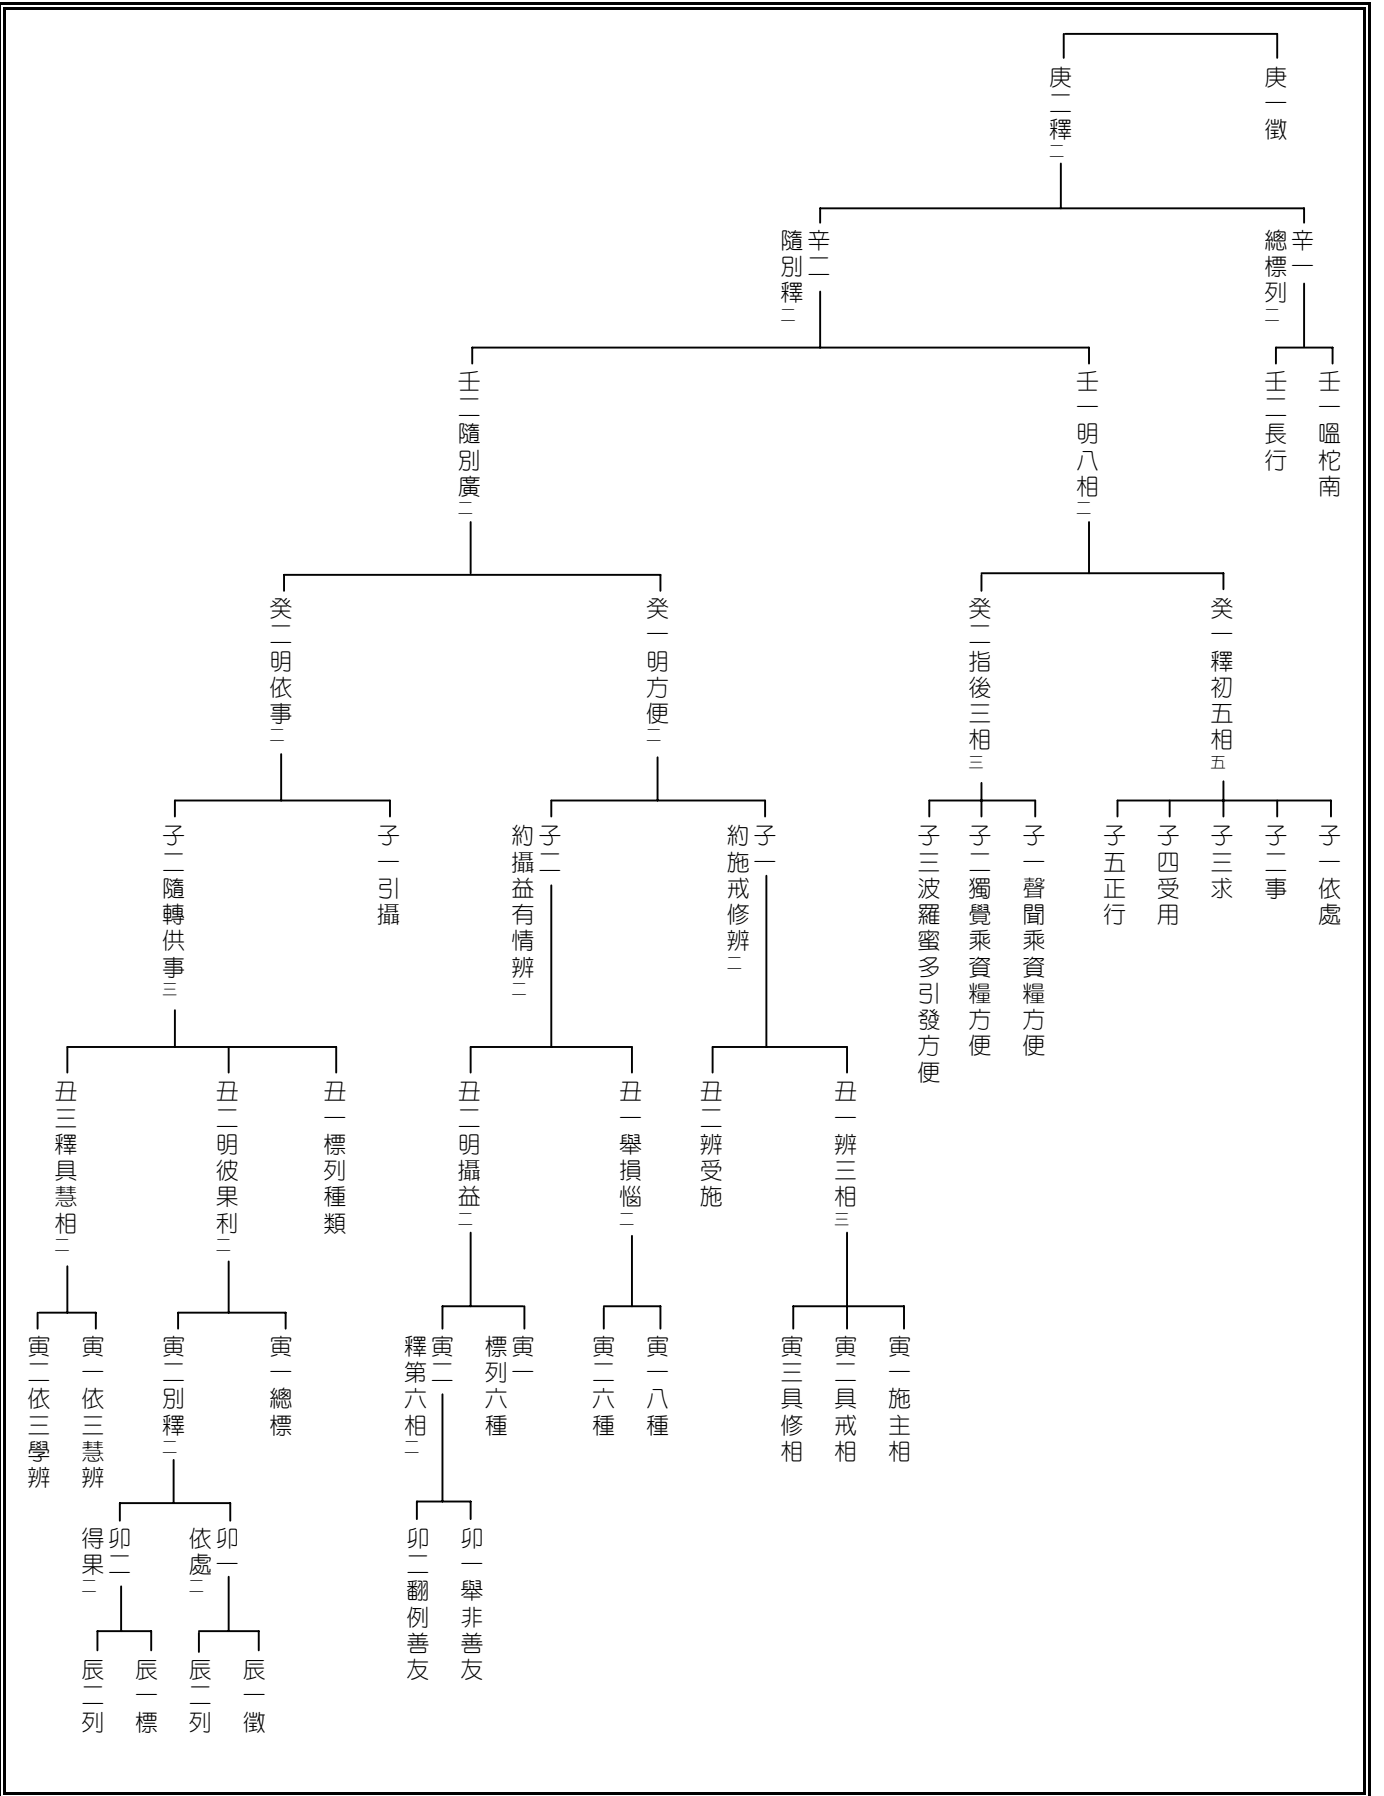 庚一徵
庚二釋二
辛一
總標列二
辛二
隨別釋二
壬一嗢柁南
壬二長行
壬一明八相二
壬二隨別廣二
癸一釋初五相五
癸二指後三相三
癸一明方便二
癸二明依事二
子一依處
子二事
子三求
子四受用
子五正行
子一聲聞乘資糧方便
子二獨覺乘資糧方便
子三波羅蜜多引發方便
子一
約施戒修辨二
子二
約攝益有情辨二
子一引攝
子二隨轉供事三
丑一辨三相三
丑二辨受施
丑一舉損惱二
丑二明攝益二
丑一標列種類
丑二明彼果利二
丑三釋具慧相二
寅一施主相
寅二具戒相
寅三具修相
寅一八種
寅二六種
寅一
標列六種
寅二
釋第六相二
寅一總標
寅二別釋二
寅一依三慧辨
寅二依三學辨
卯一舉非善友
卯二翻例善友
卯一
依處二
卯二
得果二
辰一徵
辰二列
辰一標
辰二列